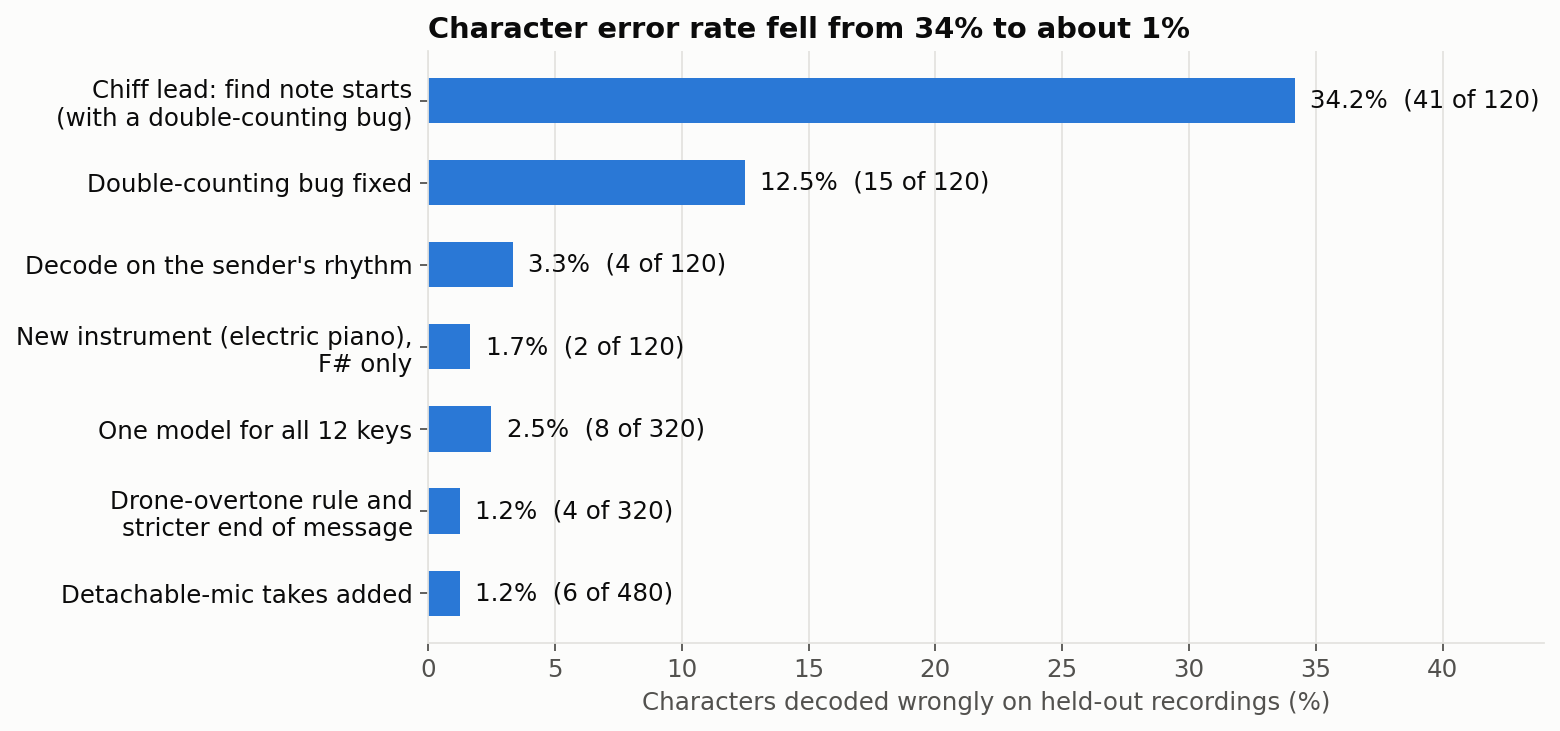 Character error rate fell from 34% to about 1%
Chiff lead: find note starts
(with a double-counting bug)
34.2%  (41 of 120)
Double-counting bug fixed
12.5%  (15 of 120)
Decode on the sender's rhythm
3.3%  (4 of 120)
New instrument (electric piano),
F# only
1.7%  (2 of 120)
One model for all 12 keys
2.5%  (8 of 320)
Drone-overtone rule and
stricter end of message
1.2%  (4 of 320)
Detachable-mic takes added
1.2%  (6 of 480)
0 5 10 15 20 25 30 35 40
Characters decoded wrongly on held-out recordings (%)